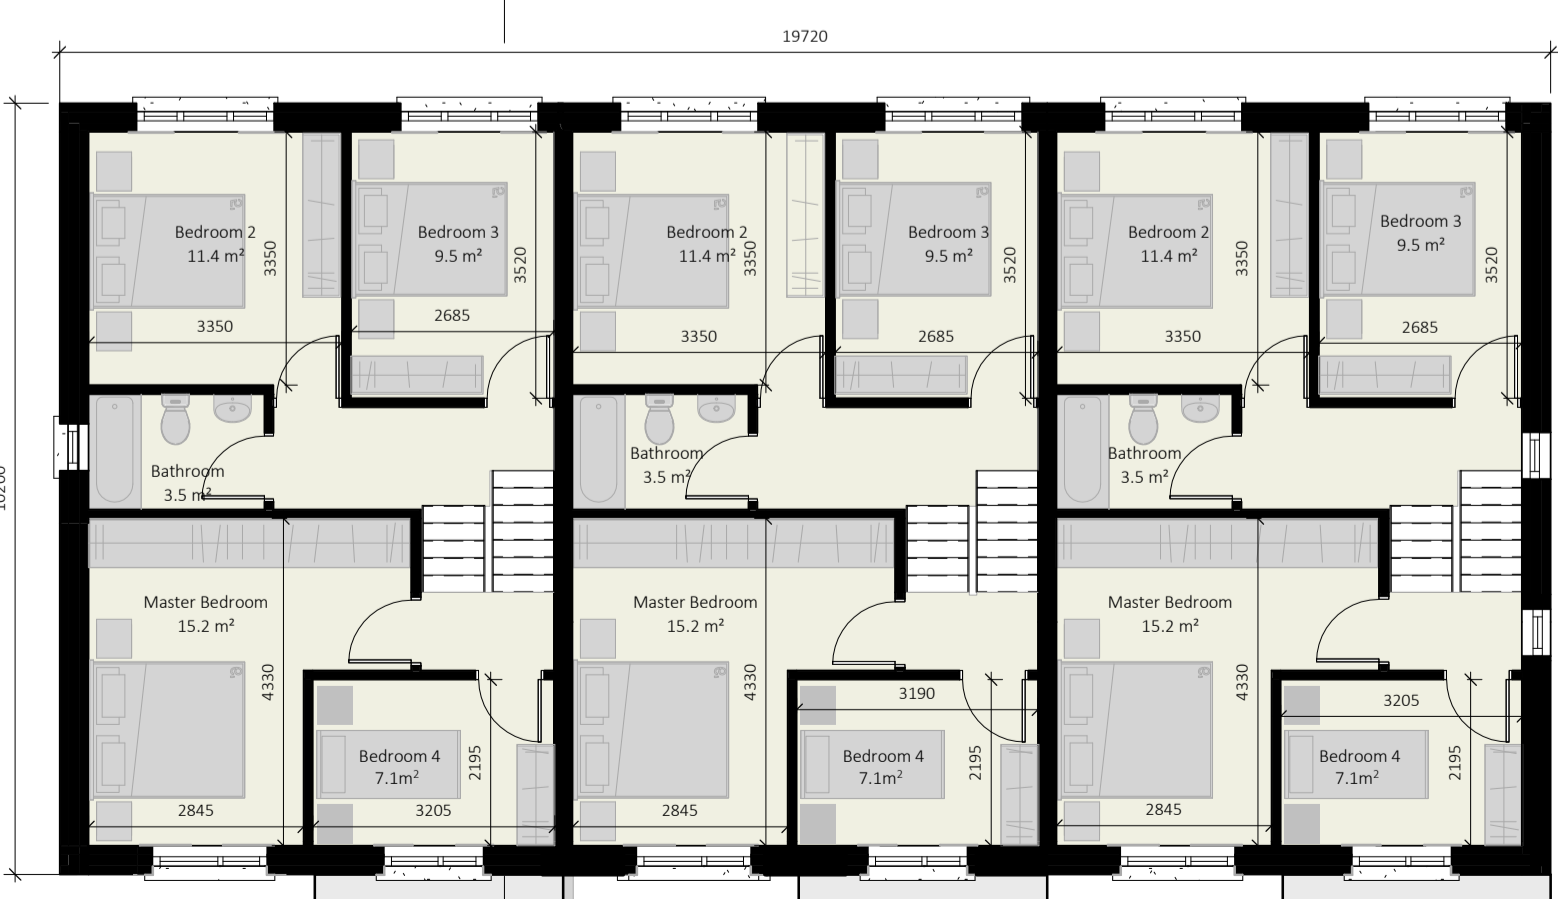 19720
Bedroom 2
11.4 m²
3350
3350
Bedroom 3
9.5 m²
3520
2685
Bedroom 2
11.4 m²
3350
3350
Bedroom 3
9.5 m²
3520
2685
Bedroom 2
11.4 m²
3350
3350
Bedroom 3
9.5 m²
3520
2685
Bathroom
3.5 m²
Bathroom
3.5 m²
Bathroom
3.5 m²
Master Bedroom
15.2 m²
4330
2845
Bedroom 4
7.1m²
2195
3205
Master Bedroom
15.2 m²
4330
2845
3190
Bedroom 4
7.1m²
2195
Master Bedroom
15.2 m²
4330
2845
3205
Bedroom 4
7.1m²
2195